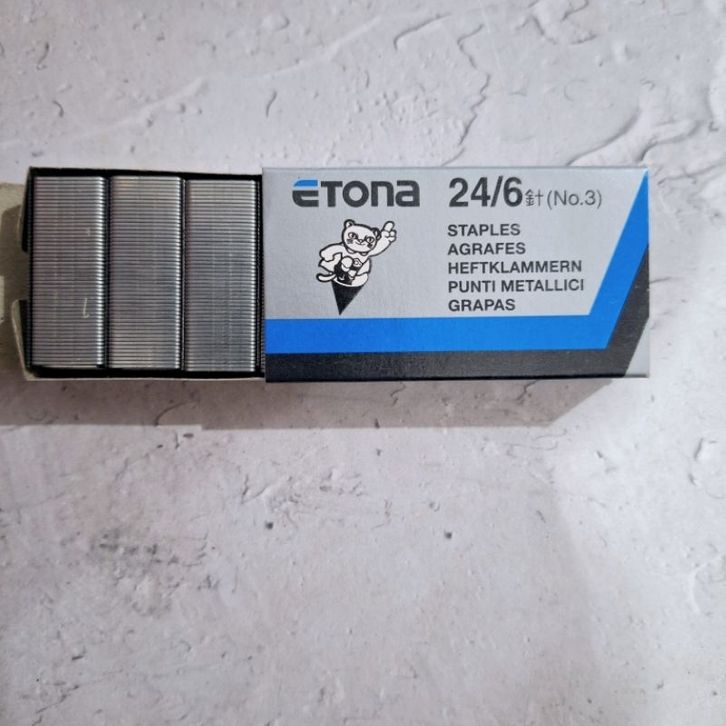 ETONA
24/6針(No.3)
STAPLES
AGRAFES
HEFTKLAMMERN
PUNTI METALLICI
GRAPAS